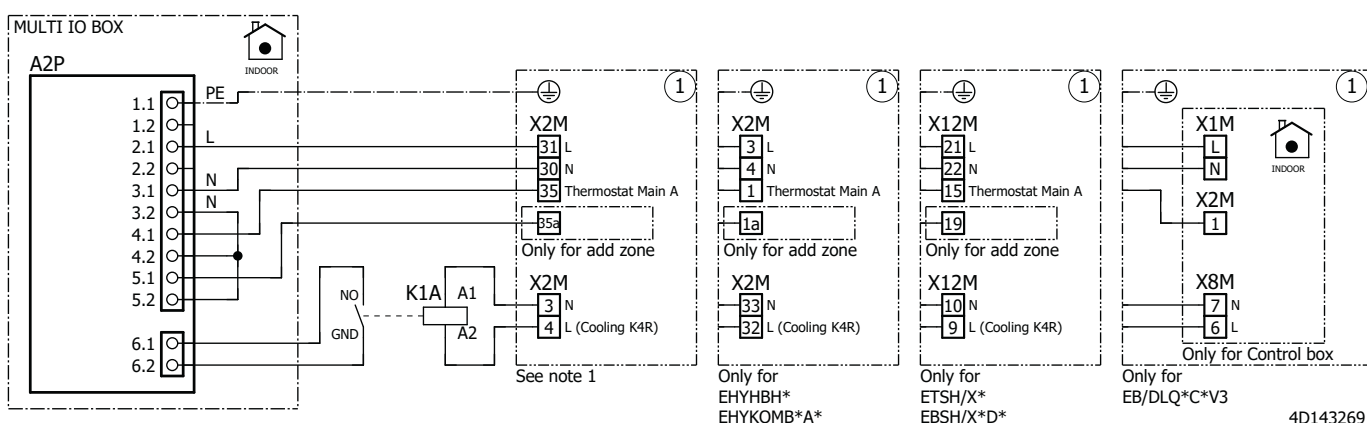 MULTI IO BOX
INDOOR
A2P
1.1 PE
1.2
2.1 L
2.2
3.1 N
3.2 N
4.1
4.2
5.1
5.2
6.1
6.2
NO
GND
K1A
A1
A2
1
X2M
31 L
30 N
35 Thermostat Main A
35a
Only for add zone
X2M
3 N
4 L (Cooling K4R)
See note 1
1
X2M
3 L
4 N
1 Thermostat Main A
1a
Only for add zone
X2M
33 N
32 L (Cooling K4R)
Only for
EHYHBH*
EHYKOMB*A*
1
X12M
21 L
22 N
15 Thermostat Main A
19
Only for add zone
X12M
10 N
9 L (Cooling K4R)
Only for
ETSH/X*
EBSH/X*D*
1
X1M
L
N
INDOOR
X2M
1
X8M
7 N
6 L
Only for Control box
Only for
EB/DLQ*C*V3
4D143269